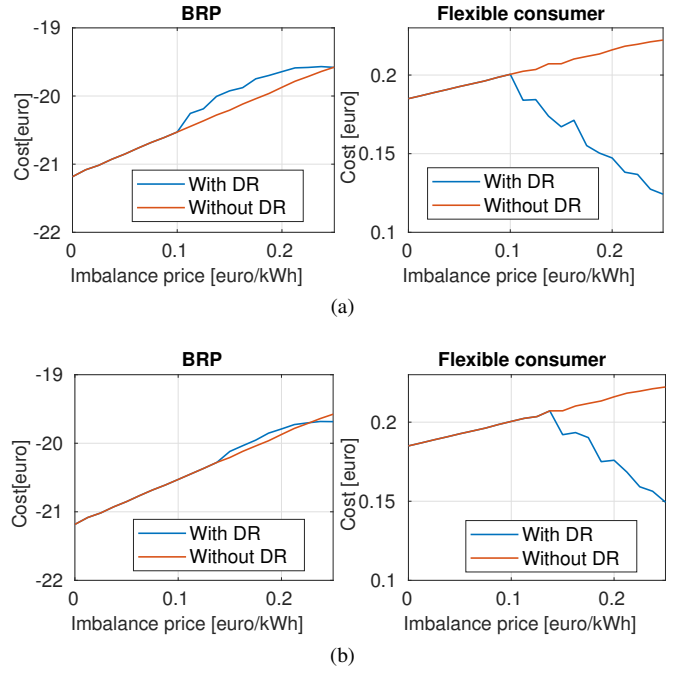 BRP
Flexible consumer
-19
-20
-21
-22
Cost[euro]
With DR
Without DR
0
0.1
0.2
Imbalance price [euro/kWh]
0.2
0.15
0.1
Cost [euro]
With DR
Without DR
0
0.1
0.2
Imbalance price [euro/kWh]
(a)
BRP
Flexible consumer
-19
-20
-21
-22
Cost[euro]
With DR
Without DR
0
0.1
0.2
Imbalance price [euro/kWh]
0.2
0.15
0.1
Cost [euro]
With DR
Without DR
0
0.1
0.2
Imbalance price [euro/kWh]
(b)